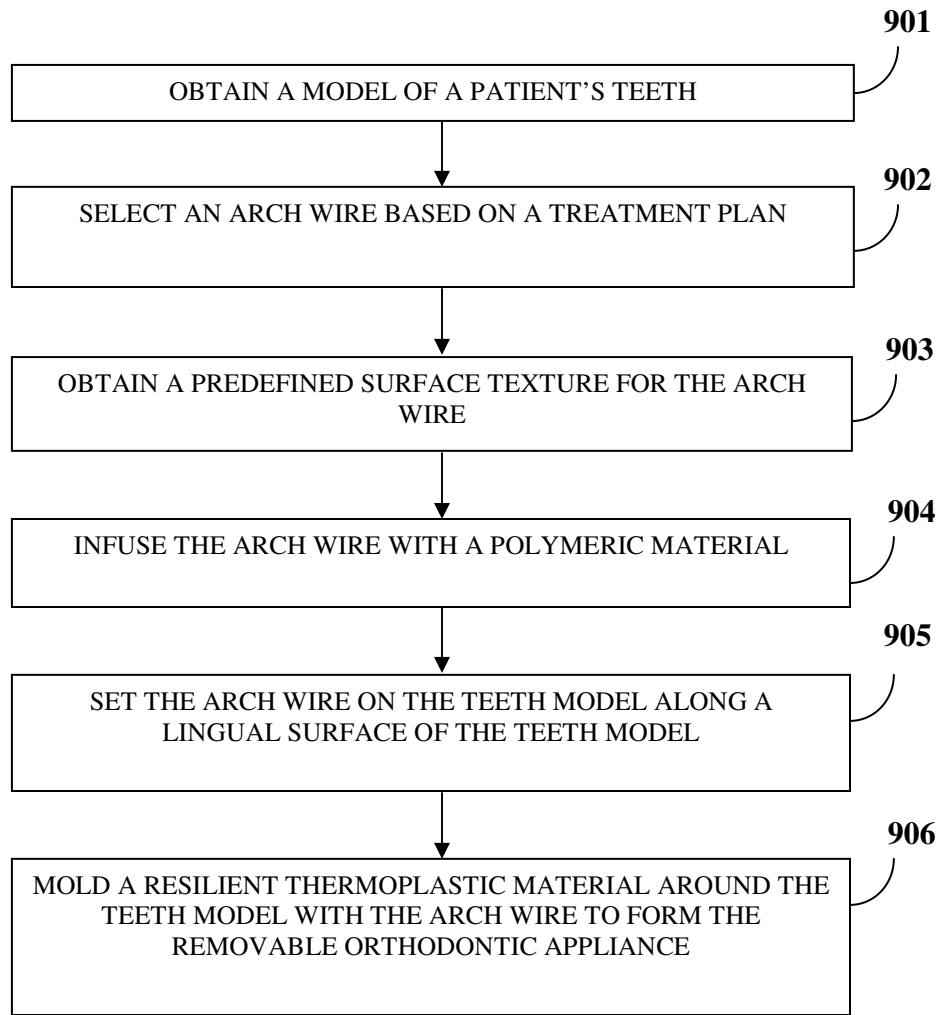 901
OBTAIN A MODEL OF A PATIENT'S TEETH
902
SELECT AN ARCH WIRE BASED ON A TREATMENT PLAN
903
OBTAIN A PREDEFINED SURFACE TEXTURE FOR THE ARCH
WIRE
904
INFUSE THE ARCH WIRE WITH A POLYMERIC MATERIAL
905
SET THE ARCH WIRE ON THE TEETH MODEL ALONG A
LINGUAL SURFACE OF THE TEETH MODEL
906
MOLD A RESILIENT THERMOPLASTIC MATERIAL AROUND THE
TEETH MODEL WITH THE ARCH WIRE TO FORM THE
REMOVABLE ORTHODONTIC APPLIANCE